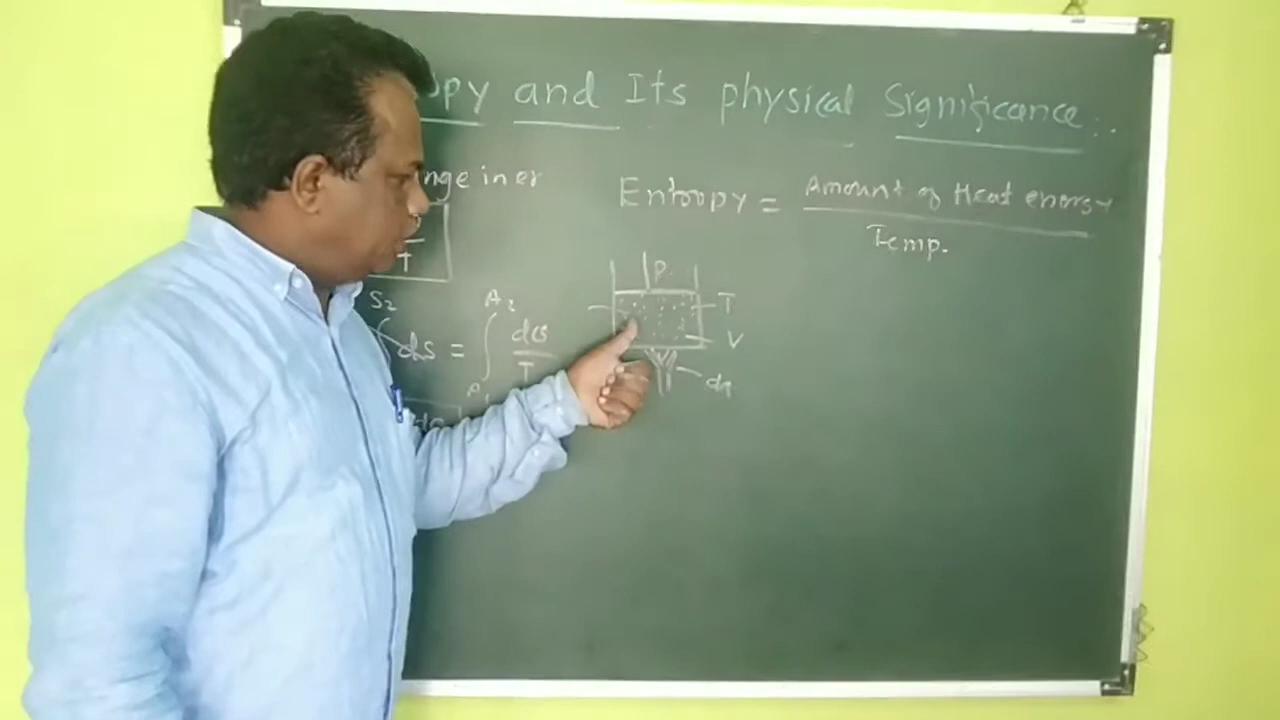 opy and Its physical Significance :.
nge in er
Entropy = Amount of Heat energy
Temp.
T
S2
A2
P.
T
ds = ∫ dQ
T
V
dq